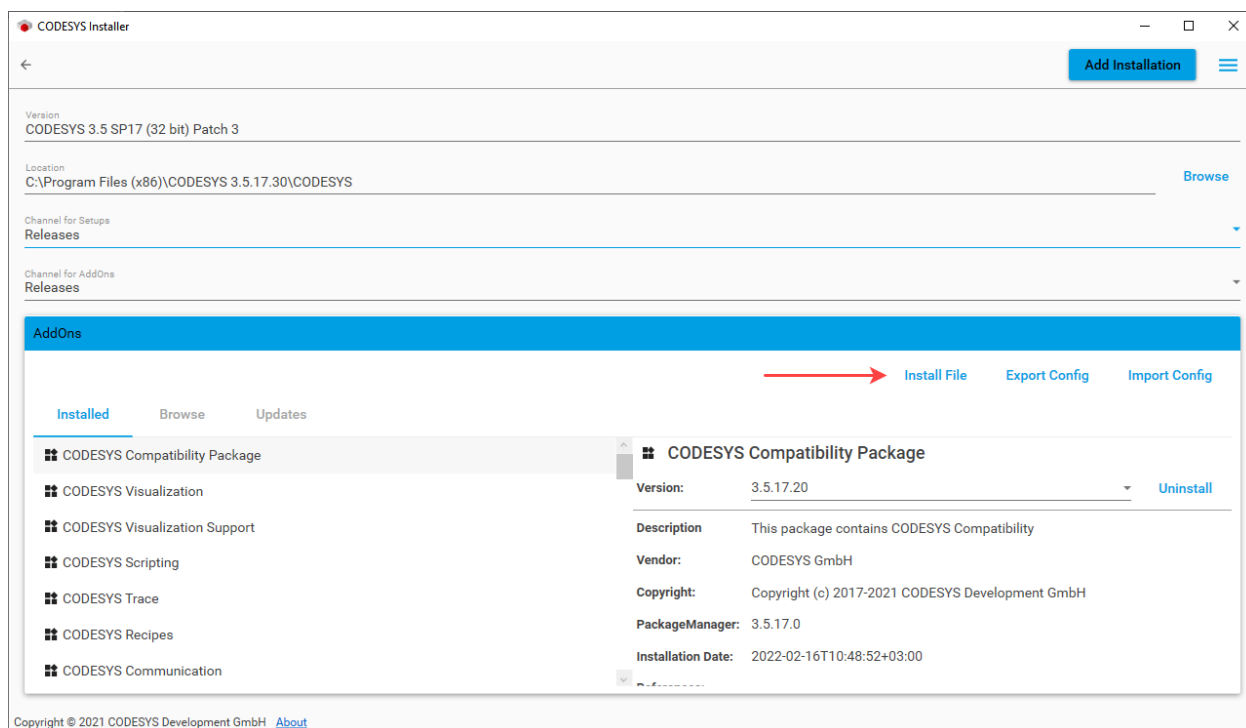 CODESYS Installer
Add Installation
Version
CODESYS 3.5 SP17 (32 bit) Patch 3
Location
C:\Program Files (x86)\CODESYS 3.5.17.30\CODESYS
Browse
Channel for Setups
Releases
Channel for AddOns
Releases
AddOns
Install File Export Config Import Config
Installed Browse Updates
CODESYS Compatibility Package
CODESYS Visualization
CODESYS Visualization Support
CODESYS Scripting
CODESYS Trace
CODESYS Recipes
CODESYS Communication
CODESYS Compatibility Package
Version: 3.5.17.20 Uninstall
Description This package contains CODESYS Compatibility
Vendor: CODESYS GmbH
Copyright: Copyright (c) 2017-2021 CODESYS Development GmbH
PackageManager: 3.5.17.0
Installation Date: 2022-02-16T10:48:52+03:00
Copyright © 2021 CODESYS Development GmbH About